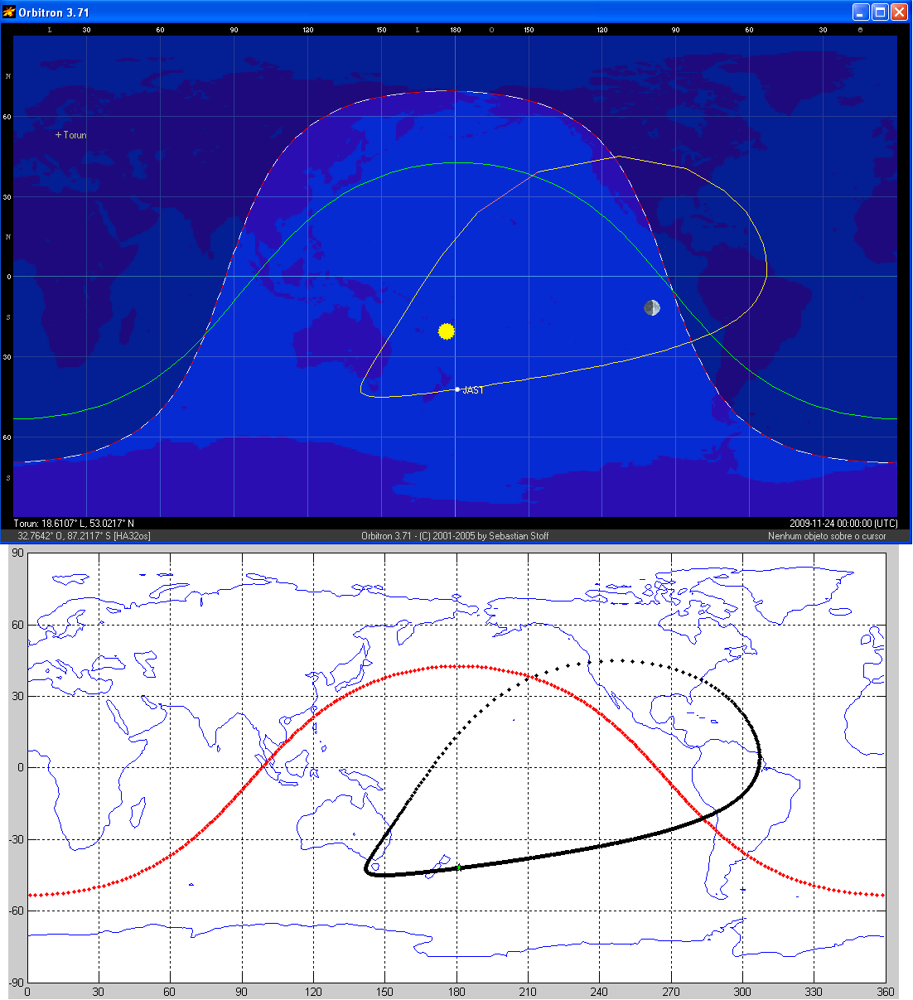 Orbitron 3.71
L 30 60 90 120 150 L 180 O 150 120 90 60 30 0
N
60
+ Torun
30
N
0
S
30
JAST
60
S
Torun: 18.6107° L, 53.0217° N 2009-11-24 00:00:00 (UTC)
32.7642° O, 87.2117° S [HA32os] Orbitron 3.71 - (C) 2001-2005 by Sebastian Stoff Nenhum objeto sobre o cursor
90
60
30
0
-30
-60
-90
0 30 60 90 120 150 180 210 240 270 300 330 360